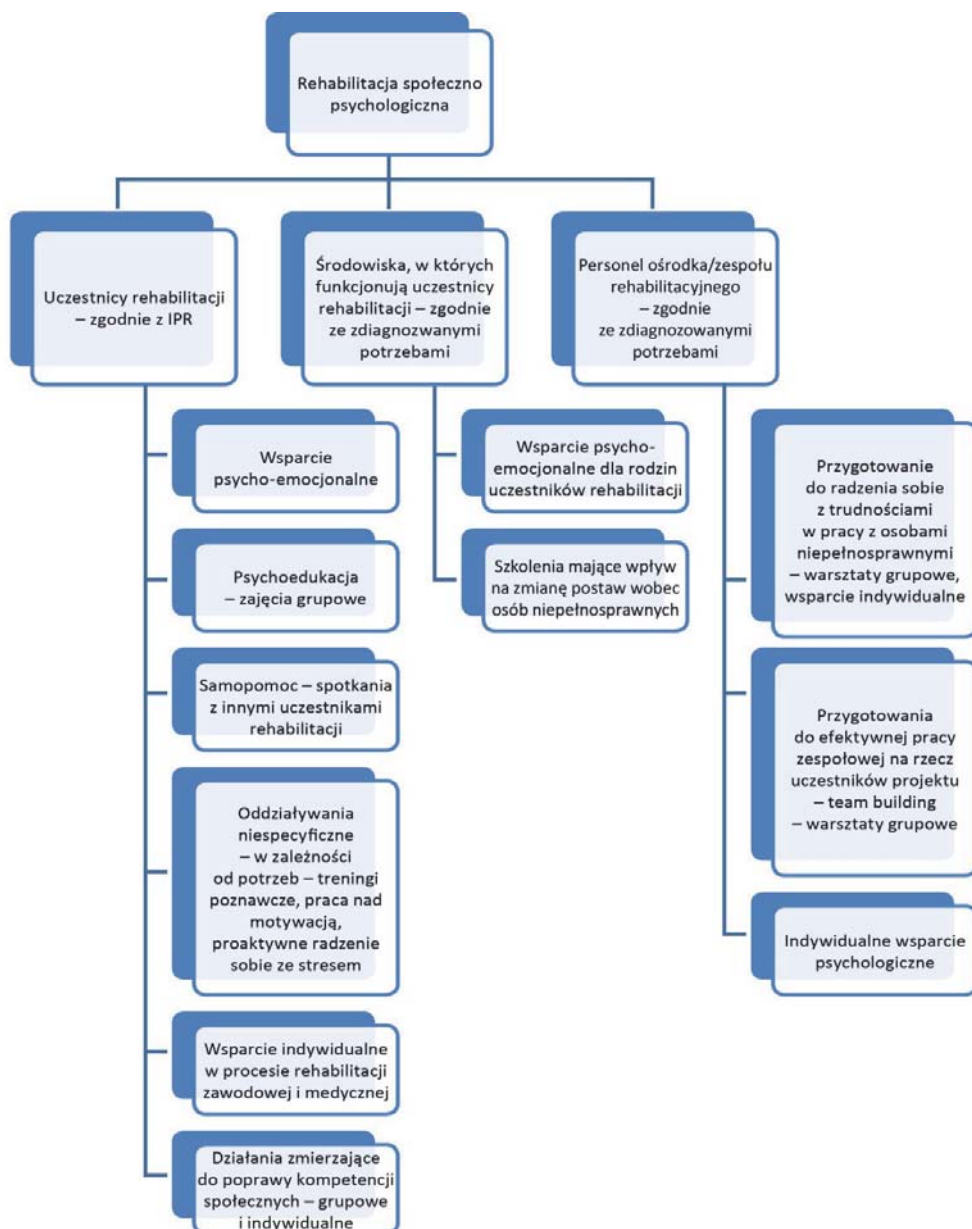 Rehabilitacja społeczno
psychologiczna
Uczestnicy rehabilitacji
– zgodnie z IPR
Środowiska, w których
funkcjonują uczestnicy
rehabilitacji – zgodnie
ze zdiagnozwanymi
potrzebami
Personel ośrodka/zespołu
rehabilitacyjnego
– zgodnie
ze zdiagnozowanymi
potrzebami
Wsparcie
psycho-emocjonalne
Psychoedukacja
– zajęcia grupowe
Samopomoc – spotkania
z innymi uczestnikami
rehabilitacji
Oddziaływania
niespecyficzne
– w zależności
od potrzeb – treningi
poznawcze, praca nad
motywacją,
proaktywne radzenie
sobie ze stresem
Wsparcie indywidualne
w procesie rehabilitacji
zawodowej i medycznej
Działania zmierzające
do poprawy kompetencji
społecznych – grupowe
i indywidualne
Wsparcie psycho-
emocjonalne dla rodzin
uczestników rehabilitacji
Szkolenia mające wpływ
na zmianę postaw wobec
osób niepełnosprawnych
Przygotowanie
do radzenia sobie
z trudnościami
w pracy z osobami
niepełnosprawnymi
– warsztaty grupowe,
wsparcie indywidualne
Przygotowania
do efektywnej pracy
zespołowej na rzecz
uczestników projektu
– team building
– warsztaty grupowe
Indywidualne wsparcie
psychologiczne